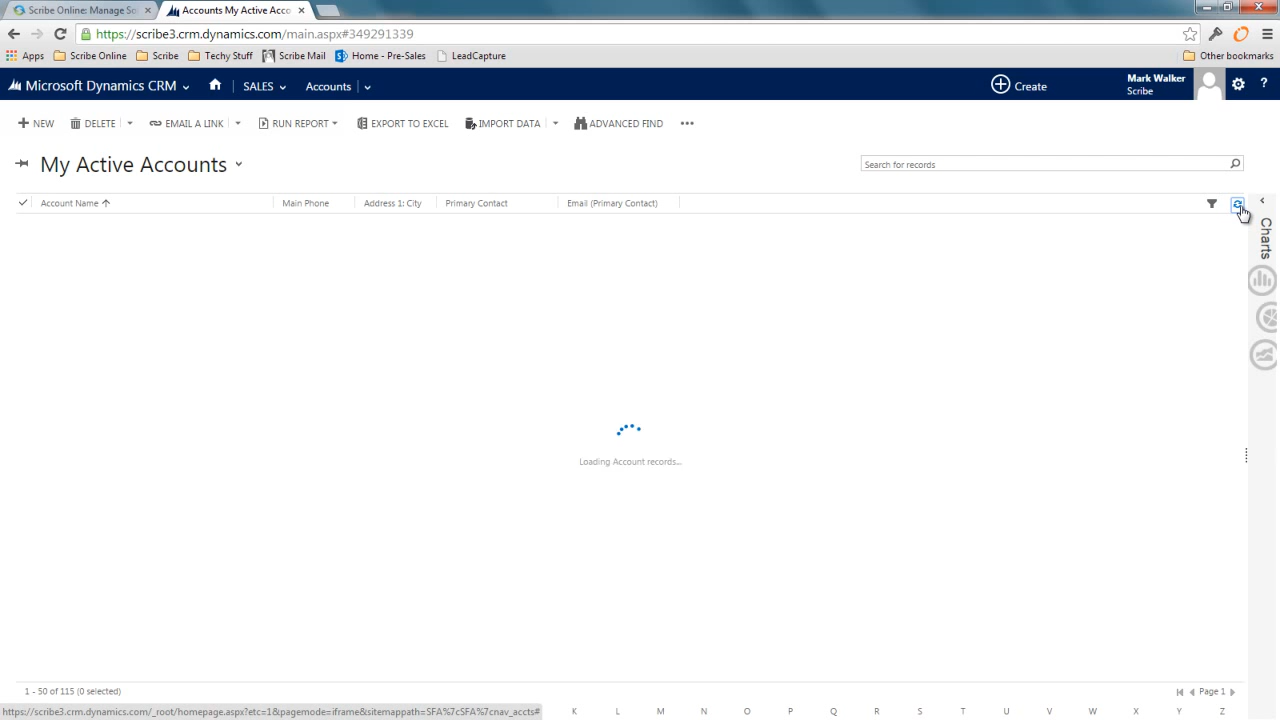 Scribe Online: Manage So
Accounts My Active Acco
https://scribe3.crm.dynamics.com/main.aspx#349291339
Apps Scribe Online Scribe Techy Stuff Scribe Mail Home - Pre-Sales LeadCapture Other bookmarks
Microsoft Dynamics CRM SALES Accounts Create Mark Walker
Scribe
?
NEW DELETE EMAIL A LINK RUN REPORT EXPORT TO EXCEL IMPORT DATA ADVANCED FIND
My Active Accounts
Search for records
Account Name Main Phone Address 1: City Primary Contact Email (Primary Contact)
Charts
Loading Account records...
1 - 50 of 115 (0 selected) Page 1
https://scribe3.crm.dynamics.com/_root/homepage.aspx?etc=1&pagemode=iframe&sitemappath=SFA%7cSFA%7cnav_accts# K L M N O P Q R S T U V W X Y Z